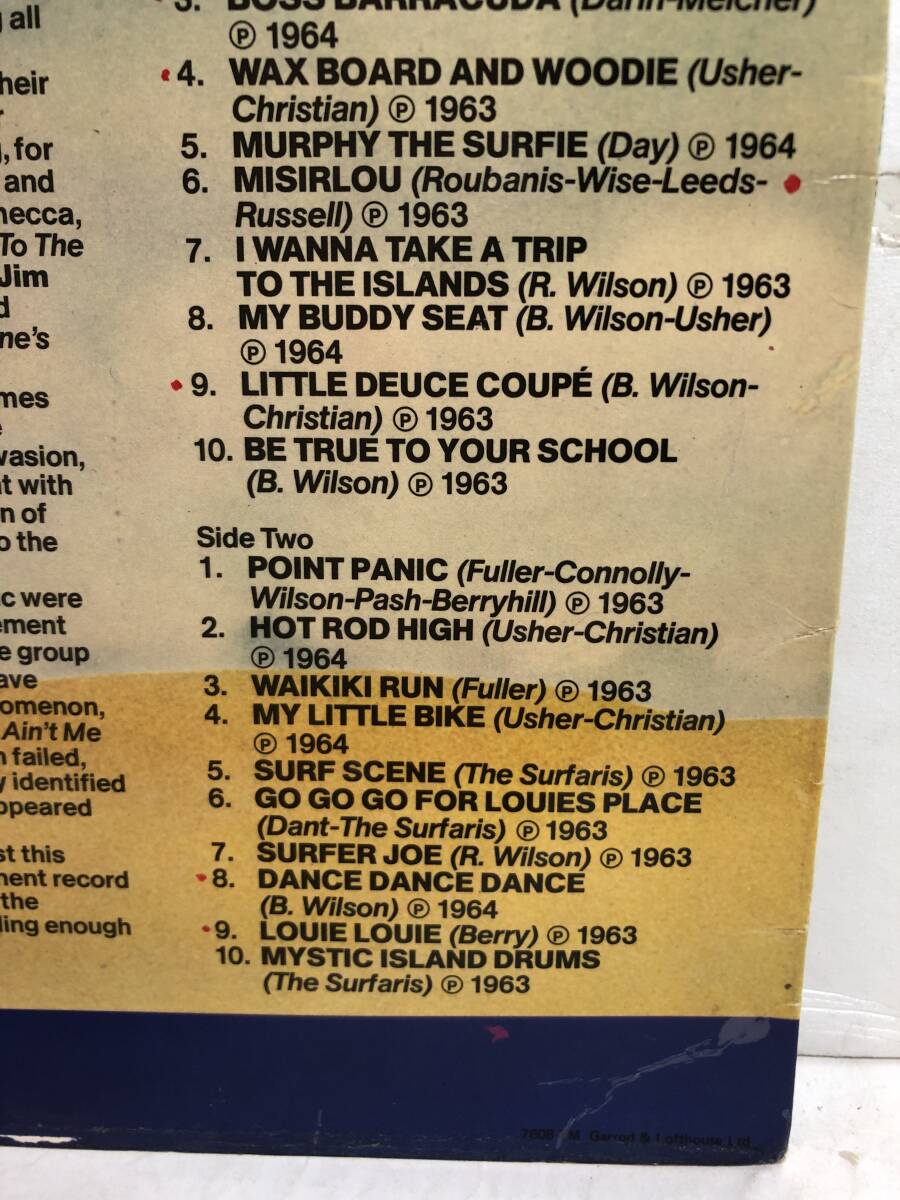 all
heir
, for
and
necca,
To The
Jim
d
ne's
mes
e
vasion,
t with
n of
o the
c were
ement
e group
ave
omenon,
Ain't Me
n failed,
y identified
ppeared
st this
ment record
the
ling enough
3. BOSS BARRACUDA (Darin-Melcher)
℗ 1964
4. WAX BOARD AND WOODIE (Usher-
Christian) ℗ 1963
5. MURPHY THE SURFIE (Day) ℗ 1964
6. MISIRLOU (Roubanis-Wise-Leeds-
Russell) ℗ 1963
7. I WANNA TAKE A TRIP
TO THE ISLANDS (R. Wilson) ℗ 1963
8. MY BUDDY SEAT (B. Wilson-Usher)
℗ 1964
9. LITTLE DEUCE COUPÉ (B. Wilson-
Christian) ℗ 1963
10. BE TRUE TO YOUR SCHOOL
(B. Wilson) ℗ 1963
Side Two
1. POINT PANIC (Fuller-Connolly-
Wilson-Pash-Berryhill) ℗ 1963
2. HOT ROD HIGH (Usher-Christian)
℗ 1964
3. WAIKIKI RUN (Fuller) ℗ 1963
4. MY LITTLE BIKE (Usher-Christian)
℗ 1964
5. SURF SCENE (The Surfaris) ℗ 1963
6. GO GO GO FOR LOUIES PLACE
(Dant-The Surfaris) ℗ 1963
7. SURFER JOE (R. Wilson) ℗ 1963
8. DANCE DANCE DANCE
(B. Wilson) ℗ 1964
9. LOUIE LOUIE (Berry) ℗ 1963
10. MYSTIC ISLAND DRUMS
(The Surfaris) ℗ 1963
7608 M Garrod & Lofthouse Ltd